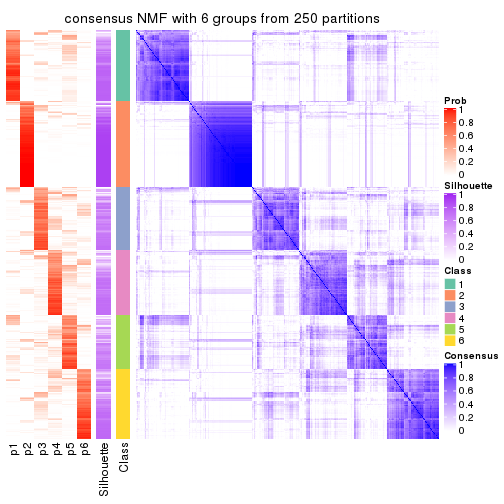 consensus NMF with 6 groups from 250 partitions
Prob
1
0.8
0.6
0.4
0.2
0
Silhouette
1
0.8
0.6
0.4
0.2
0
Class
1
2
3
4
5
6
Consensus
1
0.8
0.6
0.4
0.2
0
p1
p2
p3
p4
p5
p6
Silhouette
Class